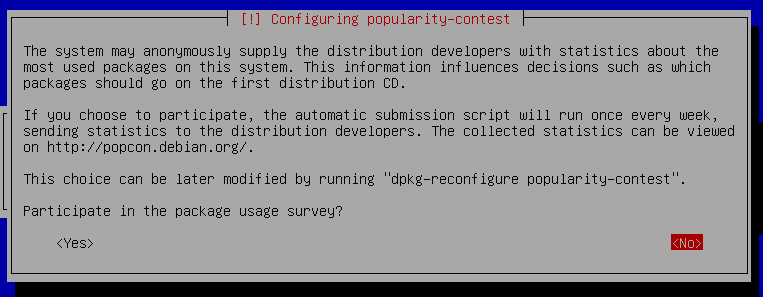 [!] Configuring popularity-contest
The system may anonymously supply the distribution developers with statistics about the
most used packages on this system. This information influences decisions such as which
packages should go on the first distribution CD.
If you choose to participate, the automatic submission script will run once every week,
sending statistics to the distribution developers. The collected statistics can be viewed
on http://popcon.debian.org/.
This choice can be later modified by running "dpkg-reconfigure popularity-contest".
Participate in the package usage survey?
<Yes> <No>